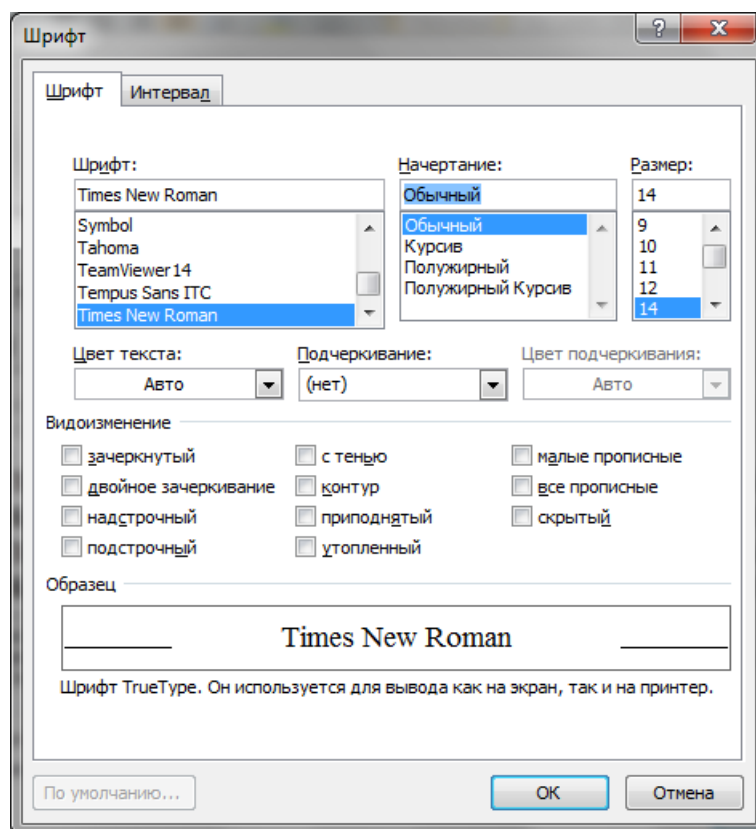 Шрифт
Шрифт Интервал
Шрифт: Начертание: Размер:
Times New Roman Обычный 14
Symbol Обычный 9
Tahoma Курсив 10
TeamViewer 14 Полужирный 11
Tempus Sans ITC Полужирный Курсив 12
Times New Roman 14
Цвет текста: Подчеркивание: Цвет подчеркивания:
Авто (нет) Авто
Видоизменение
зачеркнутый с тенью малые прописные
двойное зачеркивание контур все прописные
надстрочный приподнятый скрытый
подстрочный утопленный
Образец
Times New Roman
Шрифт TrueType. Он используется для вывода как на экран, так и на принтер.
По умолчанию... ОК Отмена